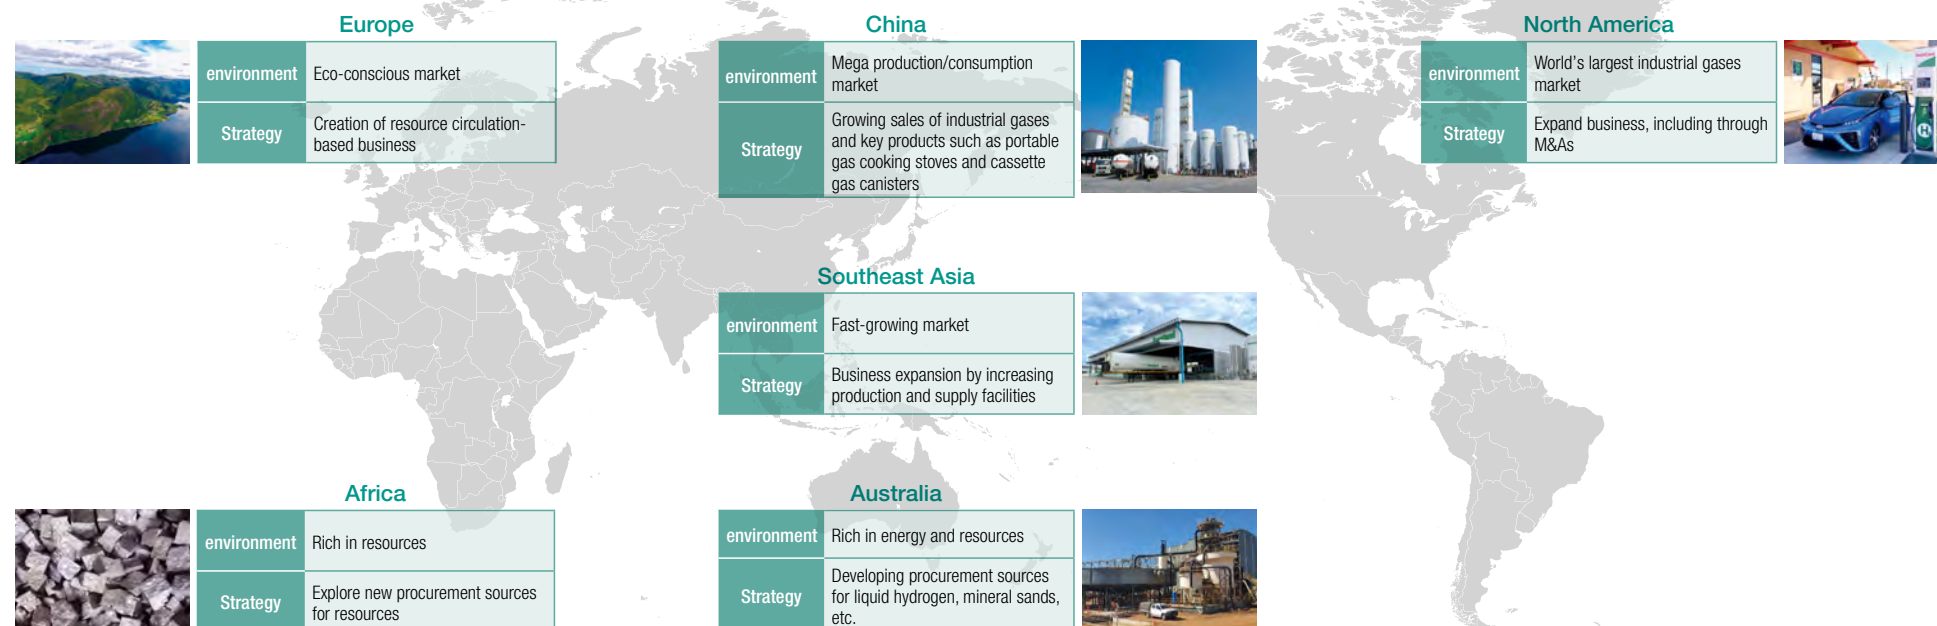 Europe
environment
Eco-conscious market
Strategy
Creation of resource circulation-
based business
China
environment
Mega production/consumption
market
Strategy
Growing sales of industrial gases
and key products such as portable
gas cooking stoves and cassette
gas canisters
North America
environment
World's largest industrial gases
market
Strategy
Expand business, including through
M&As
Southeast Asia
environment
Fast-growing market
Strategy
Business expansion by increasing
production and supply facilities
Africa
environment
Rich in resources
Strategy
Explore new procurement sources
for resources
Australia
environment
Rich in energy and resources
Strategy
Developing procurement sources
for liquid hydrogen, mineral sands,
etc.